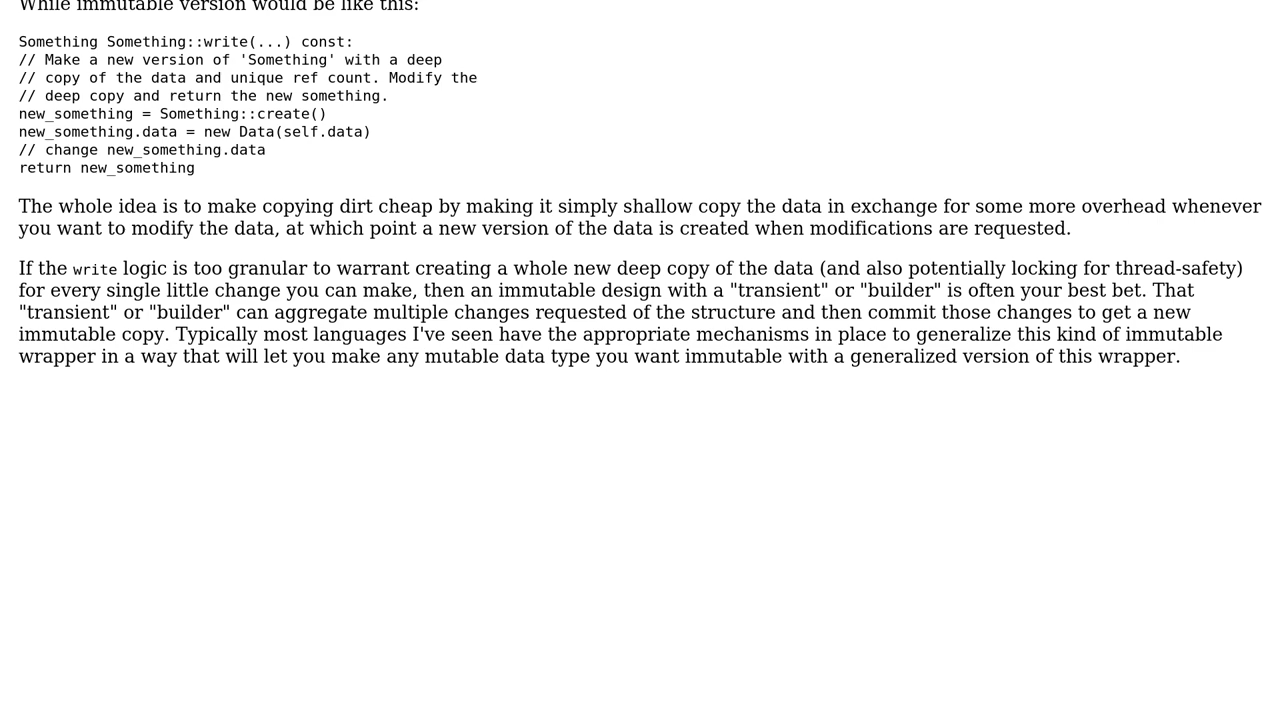 While immutable version would be like this:
Something Something::write(...) const:
// Make a new version of 'Something' with a deep
// copy of the data and unique ref count. Modify the
// deep copy and return the new something.
new_something = Something::create()
new_something.data = new Data(self.data)
// change new_something.data
return new_something
The whole idea is to make copying dirt cheap by making it simply shallow copy the data in exchange for some more overhead whenever
you want to modify the data, at which point a new version of the data is created when modifications are requested.
If the write logic is too granular to warrant creating a whole new deep copy of the data (and also potentially locking for thread-safety)
for every single little change you can make, then an immutable design with a "transient" or "builder" is often your best bet. That
"transient" or "builder" can aggregate multiple changes requested of the structure and then commit those changes to get a new
immutable copy. Typically most languages I've seen have the appropriate mechanisms in place to generalize this kind of immutable
wrapper in a way that will let you make any mutable data type you want immutable with a generalized version of this wrapper.